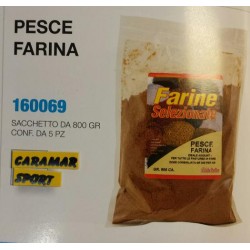 PESCE
FARINA
160069
SACCHETTO DA 800 GR
CONF. DA 5 PZ
CARAMAR
SPORT
Farine
Selezionate
PESCE
FARINA